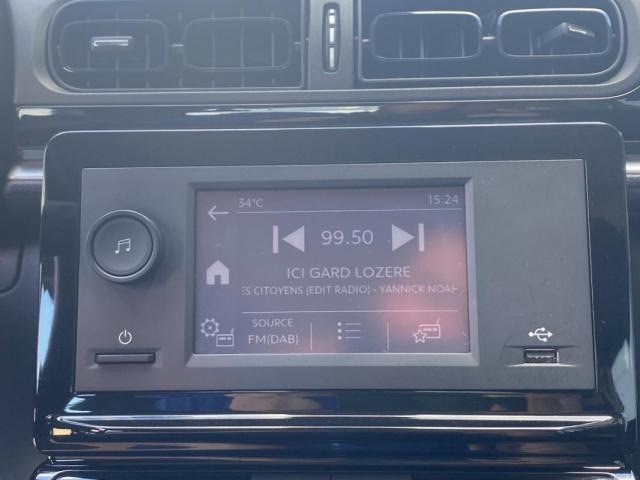 34°C 15:24
99.50
ICI GARD LOZERE
ES CITOYENS (EDIT RADIO) - YANNICK NOAH
SOURCE
FM(DAB)